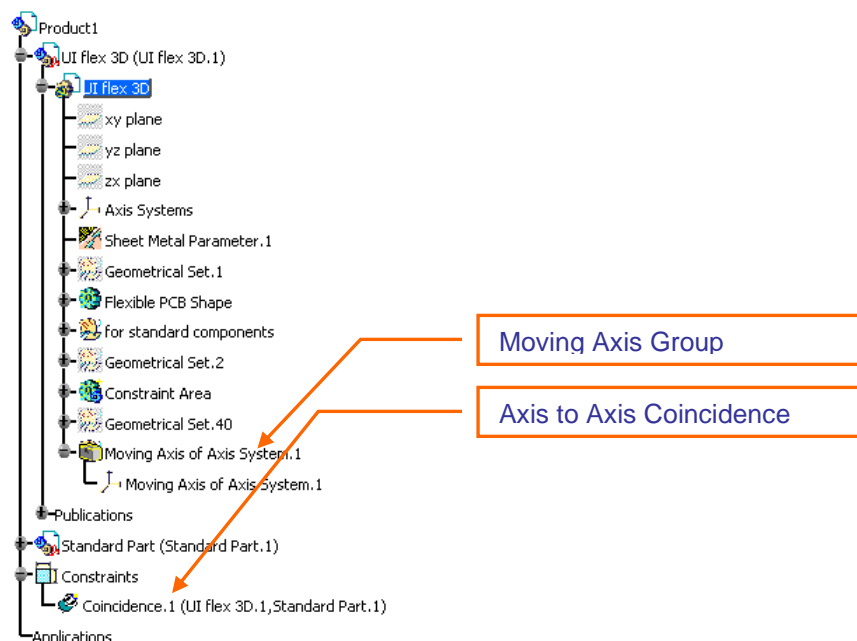 Product1
UI flex 3D (UI flex 3D.1)
UI flex 3D
xy plane
yz plane
zx plane
Axis Systems
Sheet Metal Parameter.1
Geometrical Set.1
Flexible PCB Shape
for standard components
Geometrical Set.2
Constraint Area
Geometrical Set.40
Moving Axis of Axis System.1
Moving Axis of Axis System.1
Publications
Standard Part (Standard Part.1)
Constraints
Coincidence.1 (UI flex 3D.1,Standard Part.1)
Applications
Moving Axis Group
Axis to Axis Coincidence